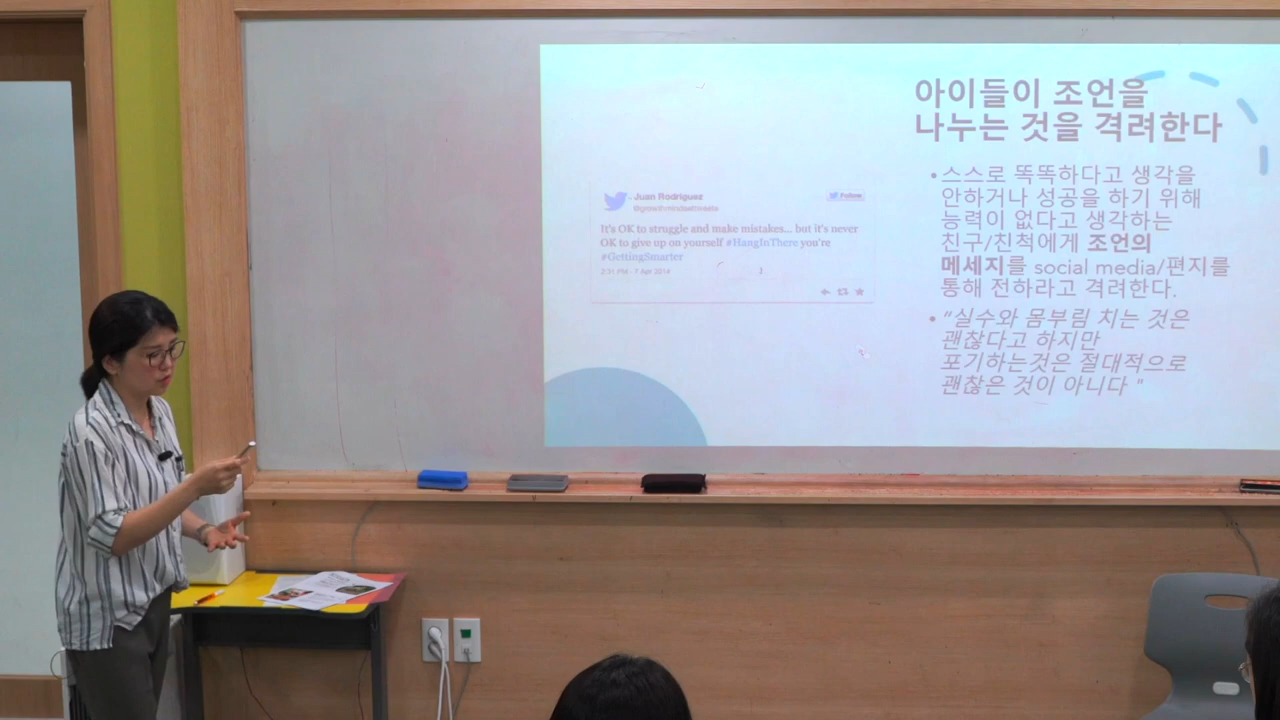 아이들이 조언을
나누는 것을 격려한다
Juan Rodriguez
@growthmindsettweets
Follow
It's OK to struggle and make mistakes... but it's never
OK to give up on yourself #HangInThere you're
#GettingSmarter
2:31 PM - 7 Apr 2014
•스스로 똑똑하다고 생각을
안하거나 성공을 하기 위해
능력이 없다고 생각하는
친구/친척에게 조언의
메세지를 social media/편지를
통해 전하라고 격려한다.
•"실수와 몸부림 치는 것은
괜찮다고 하지만
포기하는것은 절대적으로
괜찮은 것이 아니다 "